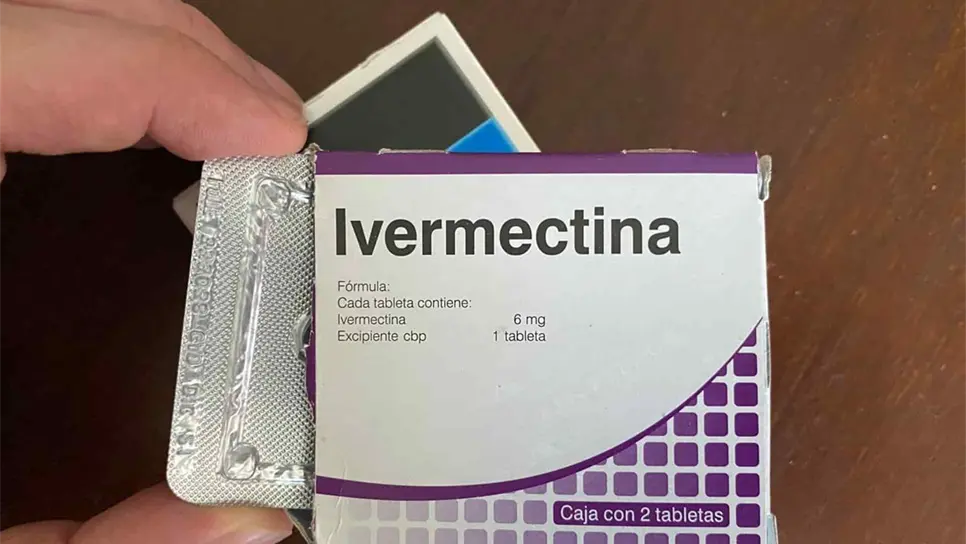 Ivermectina
Fórmula:
Cada tableta contiene:
Ivermectina 6 mg
Excipiente cbp 1 tableta
Caja con 2 tabletas